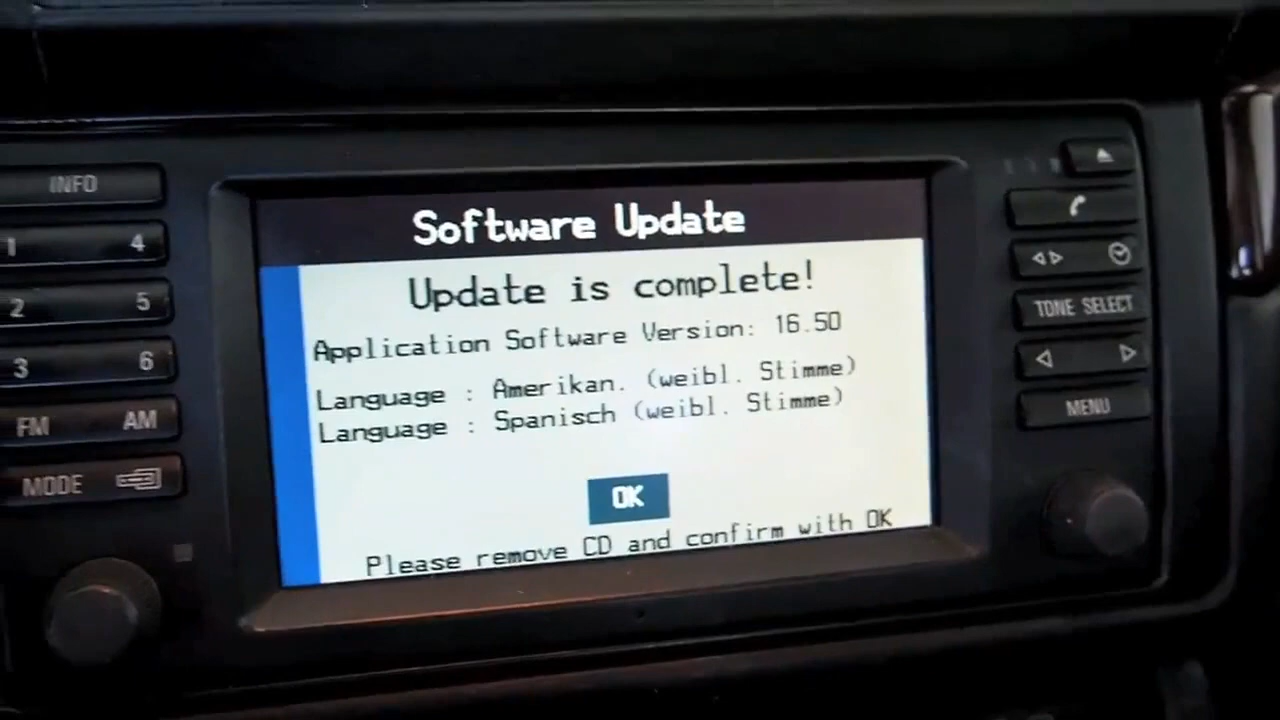 INFO
1 4
2 5
3 6
FM AM
MODE
Software Update
Update is complete!
Application Software Version: 16.50
Language : Amerikan. (weibl. Stimme)
Language : Spanisch (weibl. Stimme)
OK
Please remove CD and confirm with OK
TONE SELECT
MENU